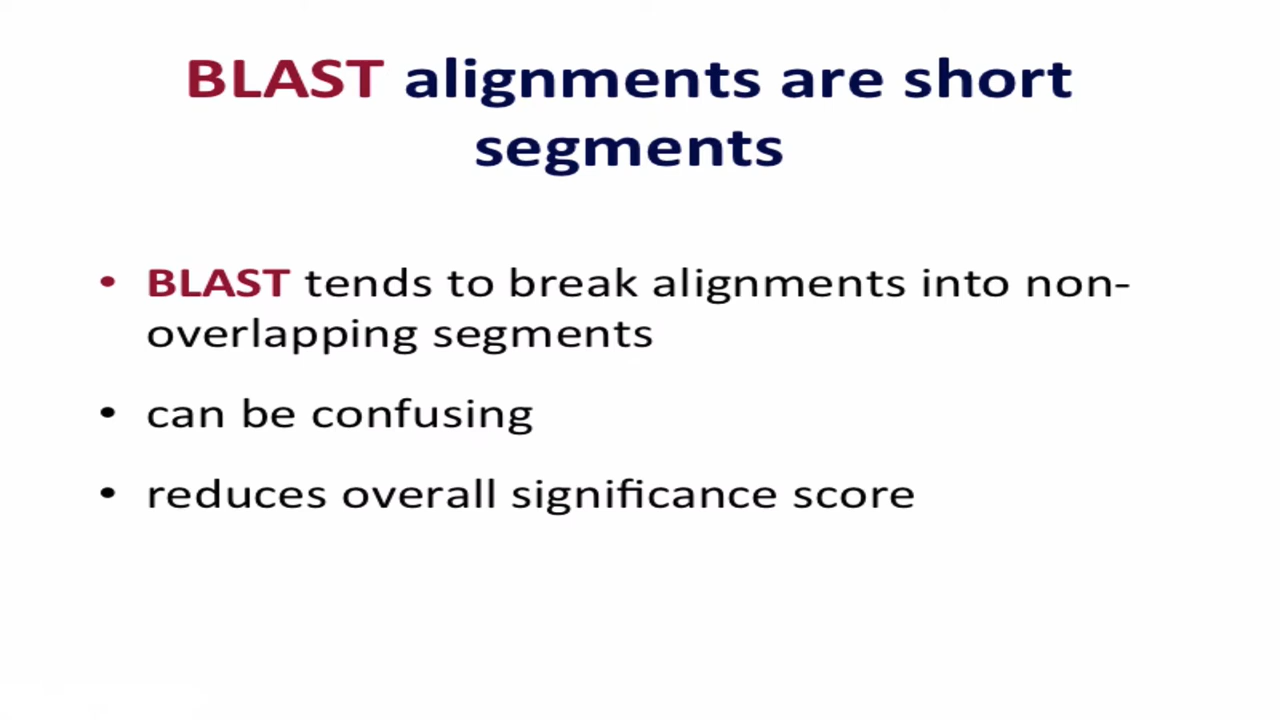 BLAST alignments are short
segments
• BLAST tends to break alignments into non-
overlapping segments
• can be confusing
• reduces overall significance score